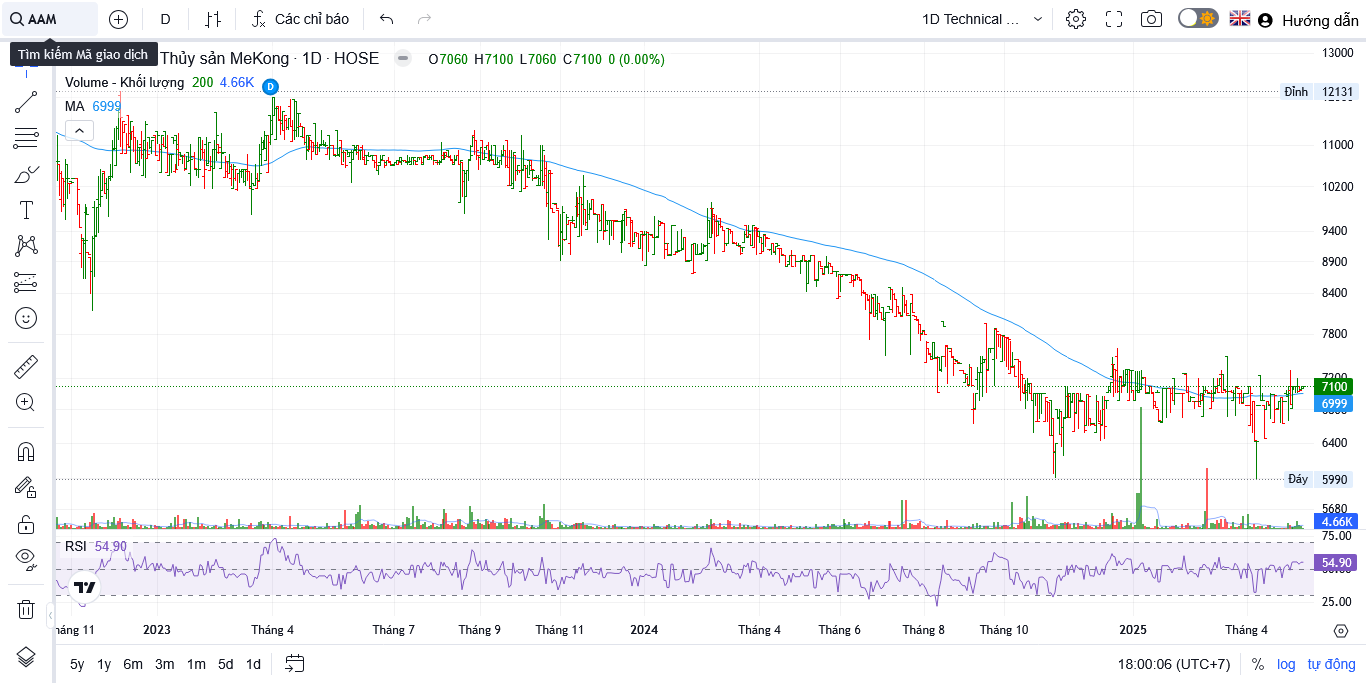 AAM
D
Các chỉ báo
1D Technical ...
Hướng dẫn
Tìm kiếm Mã giao dịch
Thủy sản MeKong · 1D · HOSE
O7060 H7100 L7060 C7100 0 (0.00%)
Volume - Khối lượng 200 4.66K
D
MA 6999
13000
Đỉnh 12131
11000
10200
9400
8900
8400
7800
7200
7100
6999
6400
Đáy 5990
5680
4.66K
75.00
RSI 54.90
54.90
25.00
háng 11 2023 Tháng 4 Tháng 7 Tháng 9 Tháng 11 2024 Tháng 4 Tháng 6 Tháng 8 Tháng 10 2025 Tháng 4
5y 1y 6m 3m 1m 5d 1d
18:00:06 (UTC+7) % log tự động